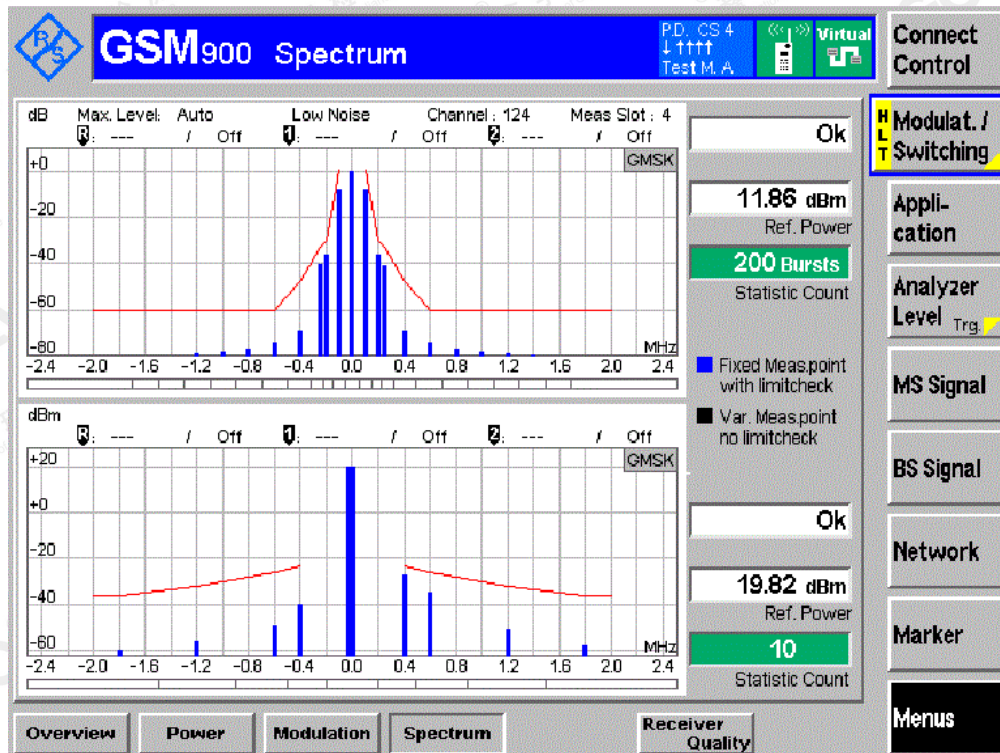 R&S
GSM900 Spectrum
P.D. CS 4
↓ ↑↑↑↑
Test M. A.
Virtual
Connect
Control
dB Max. Level: Auto Low Noise Channel : 124 Meas Slot : 4
R: --- / Off 1: --- / Off 2: --- / Off
GMSK
+0
-20
-40
-60
-80
MHz
-2.4 -2.0 -1.6 -1.2 -0.8 -0.4 0.0 0.4 0.8 1.2 1.6 2.0 2.4
Ok
11.86 dBm
Ref. Power
200 Bursts
Statistic Count
Fixed Meas.point
with limitcheck
Var. Meas.point
no limitcheck
dBm
R: --- / Off 1: --- / Off 2: --- / Off
GMSK
+20
+0
-20
-40
-60
MHz
-2.4 -2.0 -1.6 -1.2 -0.8 -0.4 0.0 0.4 0.8 1.2 1.6 2.0 2.4
Ok
19.82 dBm
Ref. Power
10
Statistic Count
HLT
Modulat. /
Switching
Appli-
cation
Analyzer
Level Trg.
MS Signal
BS Signal
Network
Marker
Menus
Overview
Power
Modulation
Spectrum
Receiver
Quality